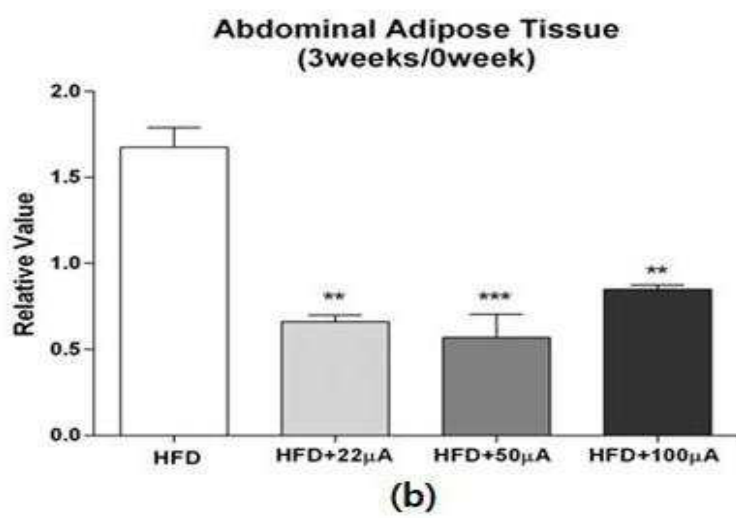 Abdominal Adipose Tissue
(3weeks/0week)
Relative Value
2.0
1.5
1.0
0.5
0.0
**
***
**
HFD HFD+22μA HFD+50μA HFD+100μA
(b)